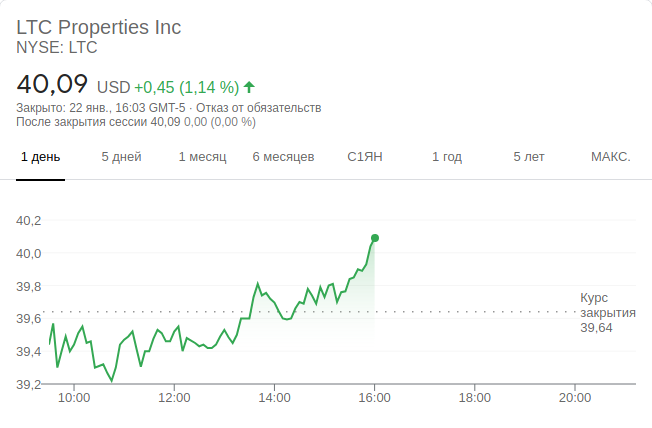 LTC Properties Inc
NYSE: LTC
40,09 USD +0,45 (1,14 %)
Закрыто: 22 янв., 16:03 GMT-5 · Отказ от обязательств
После закрытия сессии 40,09 0,00 (0,00 %)
1 день 5 дней 1 месяц 6 месяцев С1ЯН 1 год 5 лет МАКС.
40,2
40,0
39,8
39,6
39,4
39,2
Курс
закрытия
39,64
10:00 12:00 14:00 16:00 18:00 20:00